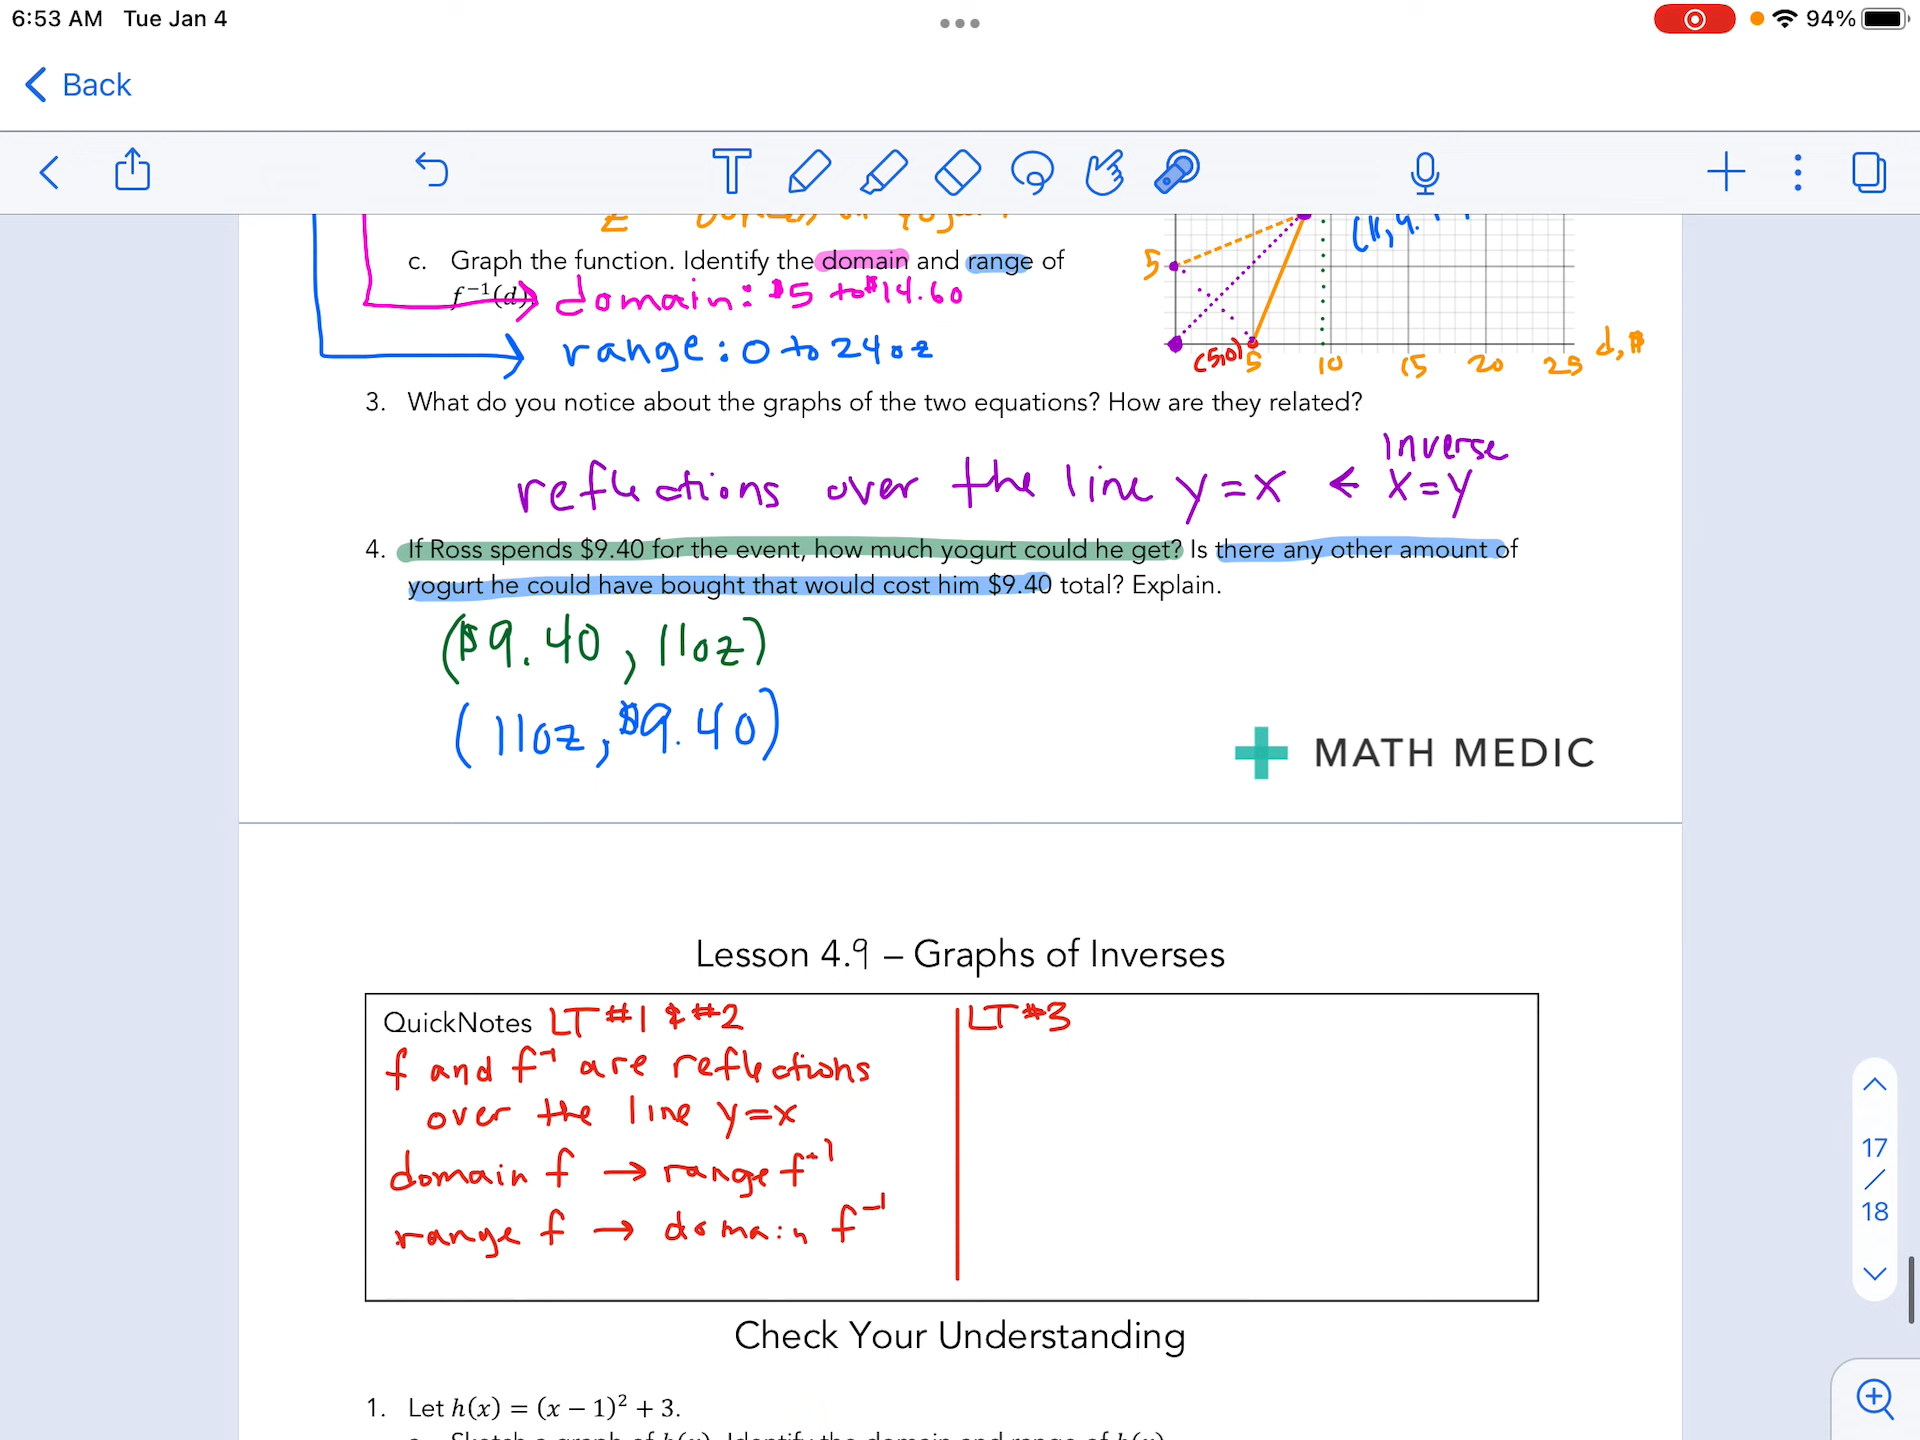 6:53 AM Tue Jan 4
94%
Back
c. Graph the function. Identify the domain and range of
f⁻¹(d)
domain: $5 to $14.60
range: 0 to 24 oz
5
(11, 9.
(5,0)
5 10 15 20 25 d, $
3. What do you notice about the graphs of the two equations? How are they related?
inverse
reflections over the line y=x ← x=y
4. If Ross spends $9.40 for the event, how much yogurt could he get? Is there any other amount of
yogurt he could have bought that would cost him $9.40 total? Explain.
($9.40, 11oz)
(11oz, $9.40)
MATH MEDIC
Lesson 4.9 – Graphs of Inverses
QuickNotes LT #1 & #2
f and f⁻¹ are reflections
over the line y=x
domain f → range f⁻¹
range f → domain f⁻¹
LT #3
17
/
18
Check Your Understanding
1. Let h(x) = (x − 1)² + 3.